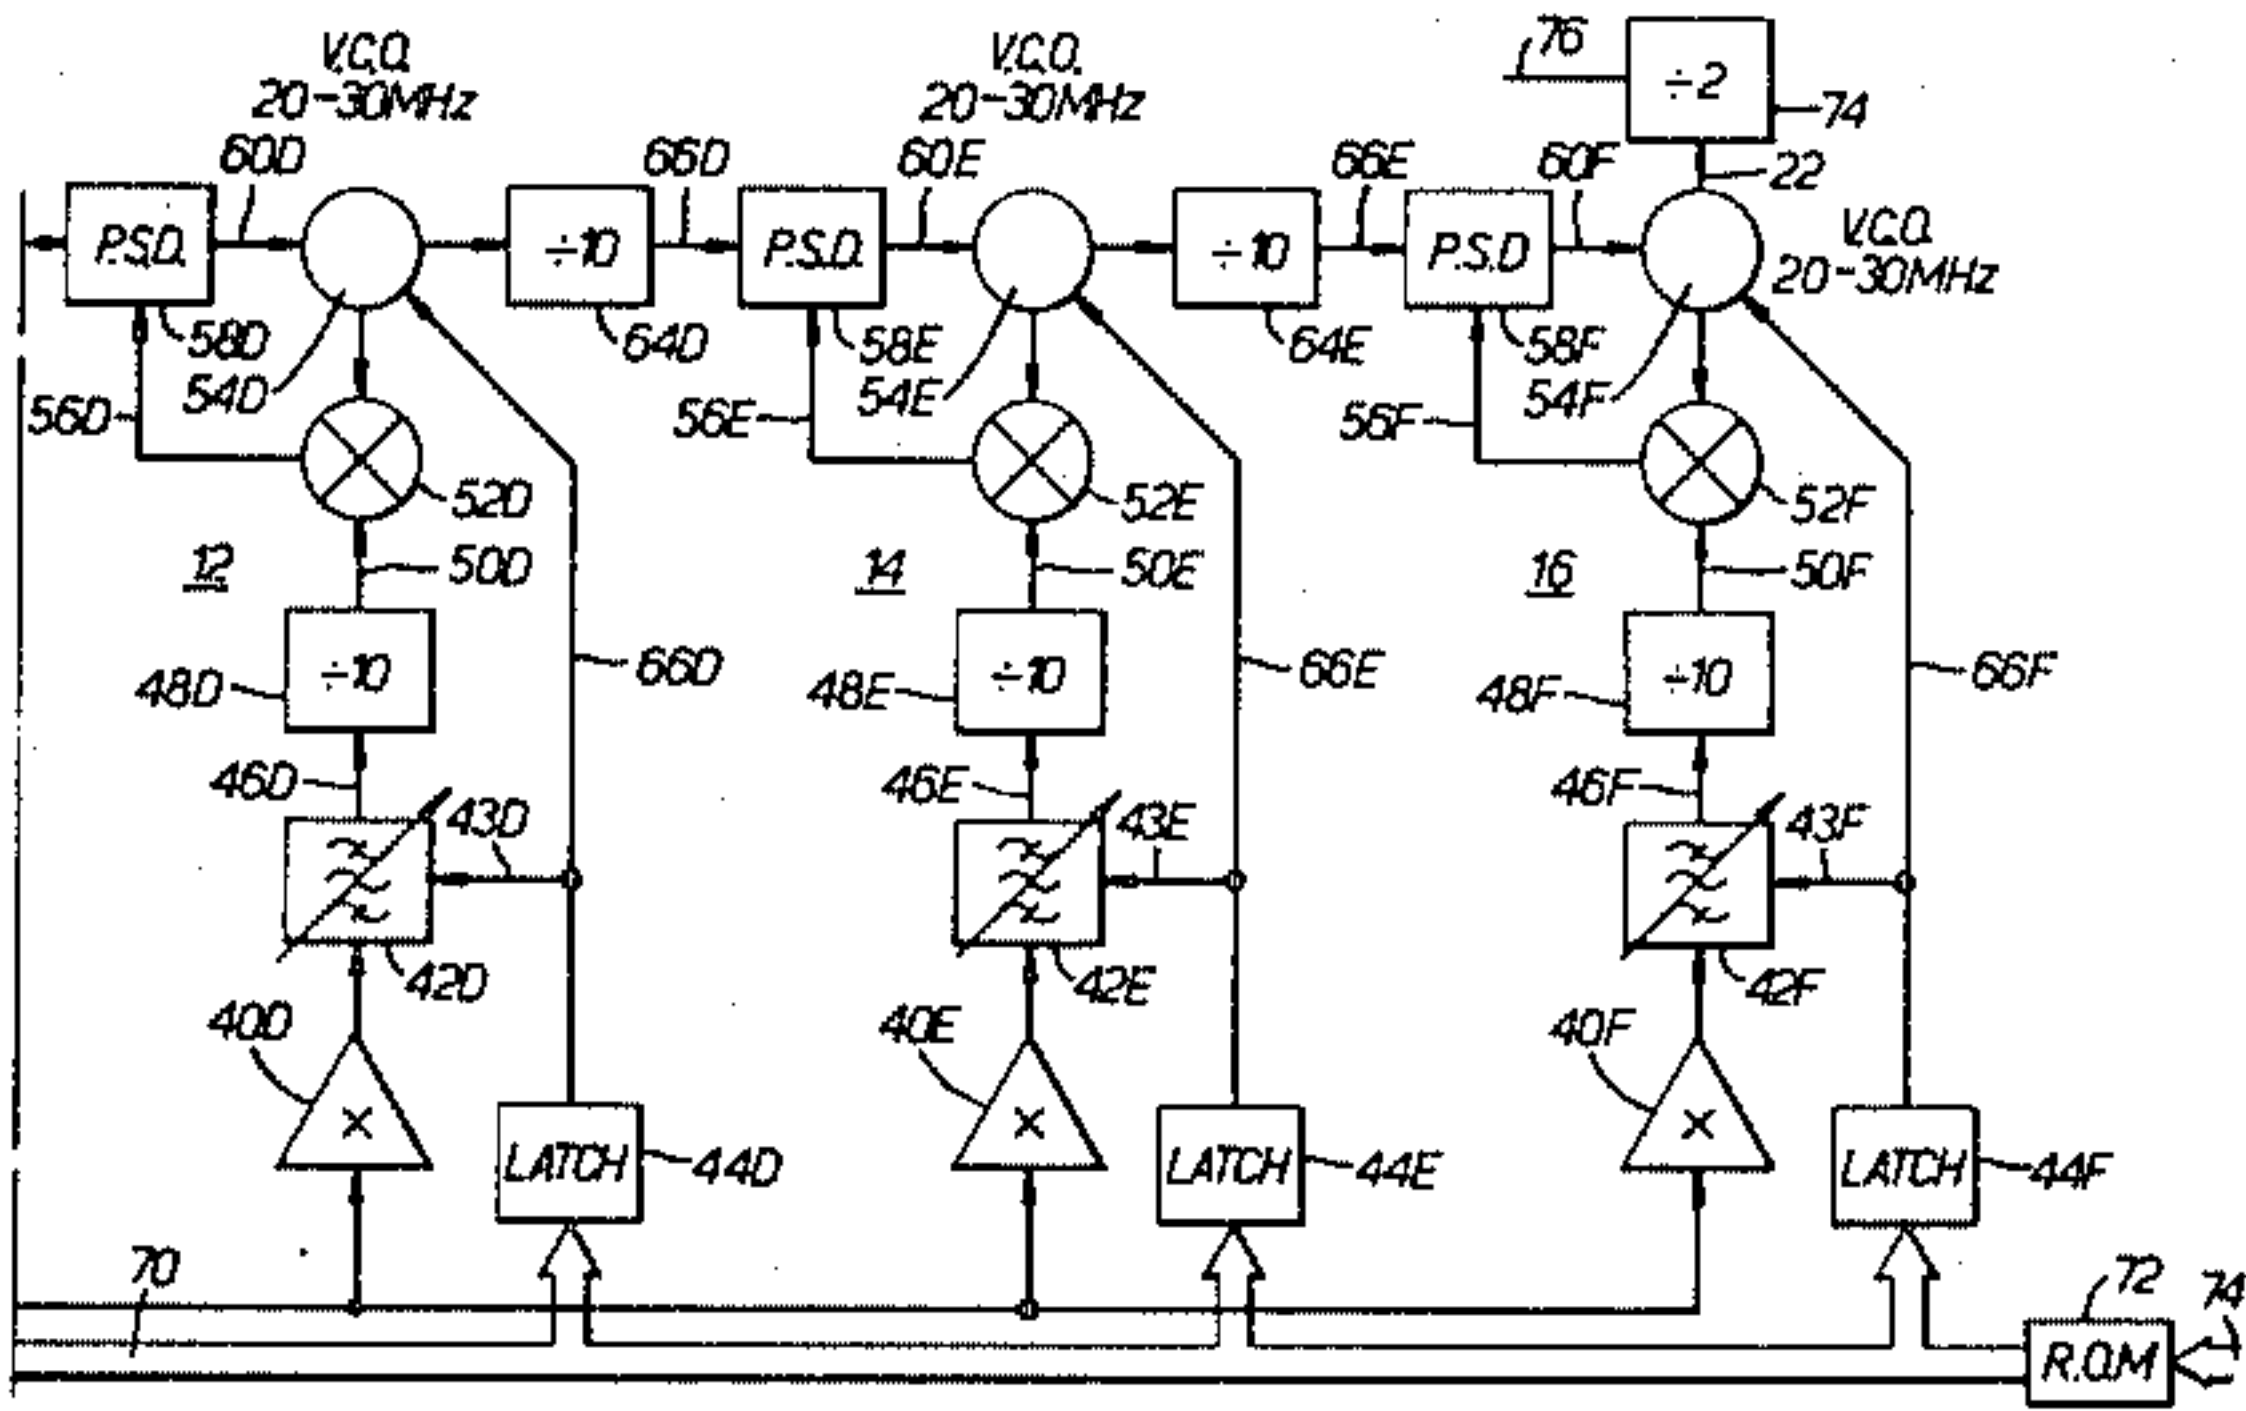 V.C.O.
20-30MHz
V.C.O.
20-30MHz
76
÷2
74
22
60D
66D
60E
66E
60F
P.S.D.
÷10
P.S.D.
÷10
P.S.D
V.C.O.
20-30MHz
58D
64D
58E
64E
58F
54D
54E
54F
56D
56E
56F
52D
52E
52F
12
50D
14
50E
16
50F
÷10
÷10
÷10
48D
66D
48E
66E
48F
66F
46D
43D
46E
43E
46F
43F
42D
42E
42F
40D
40E
40F
×
×
×
LATCH
44D
LATCH
44E
LATCH
44F
70
72
74
R.O.M